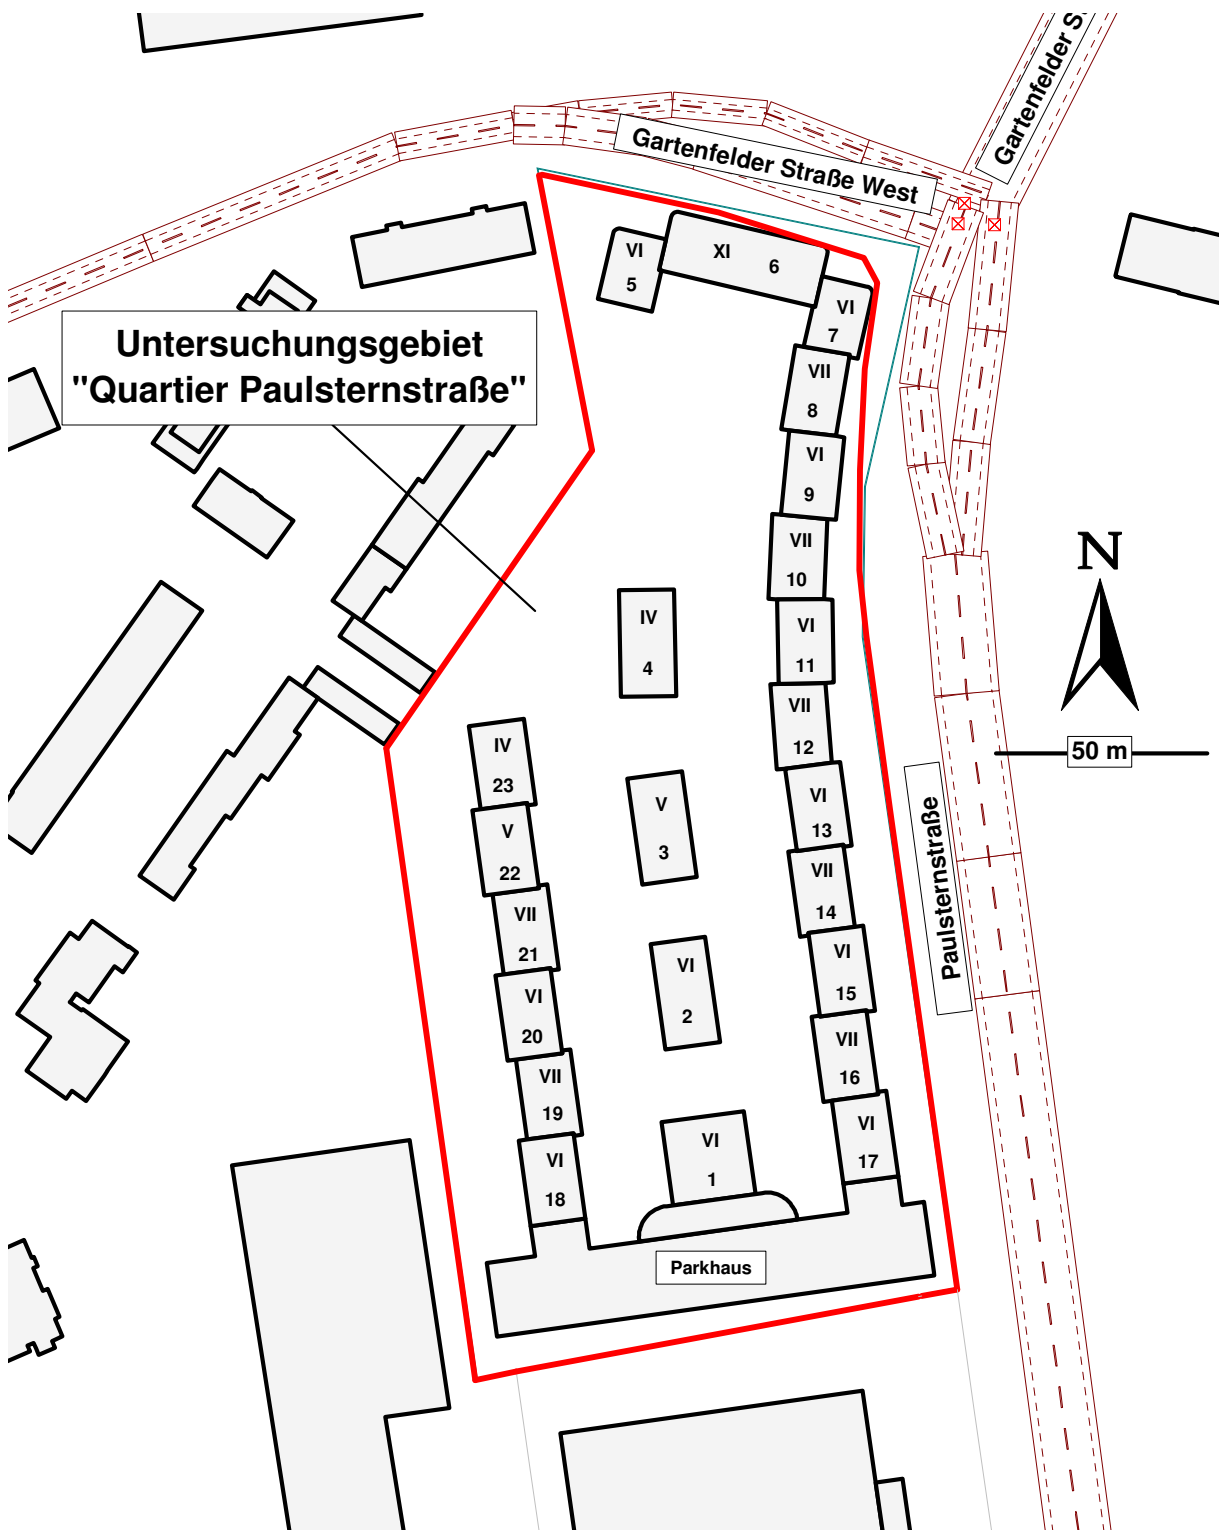 Gartenfelder S
Gartenfelder Straße West
VI
5
XI 6
VI
7
Untersuchungsgebiet
"Quartier Paulsternstraße"
VII
8
VI
9
VII
10
N
IV
4
VI
11
VII
12
50 m
IV
23
V
3
VI
13
Paulsternstraße
V
22
VII
14
VII
21
VI
2
VI
15
VI
20
VII
16
VII
19
VI
1
VI
17
VI
18
Parkhaus